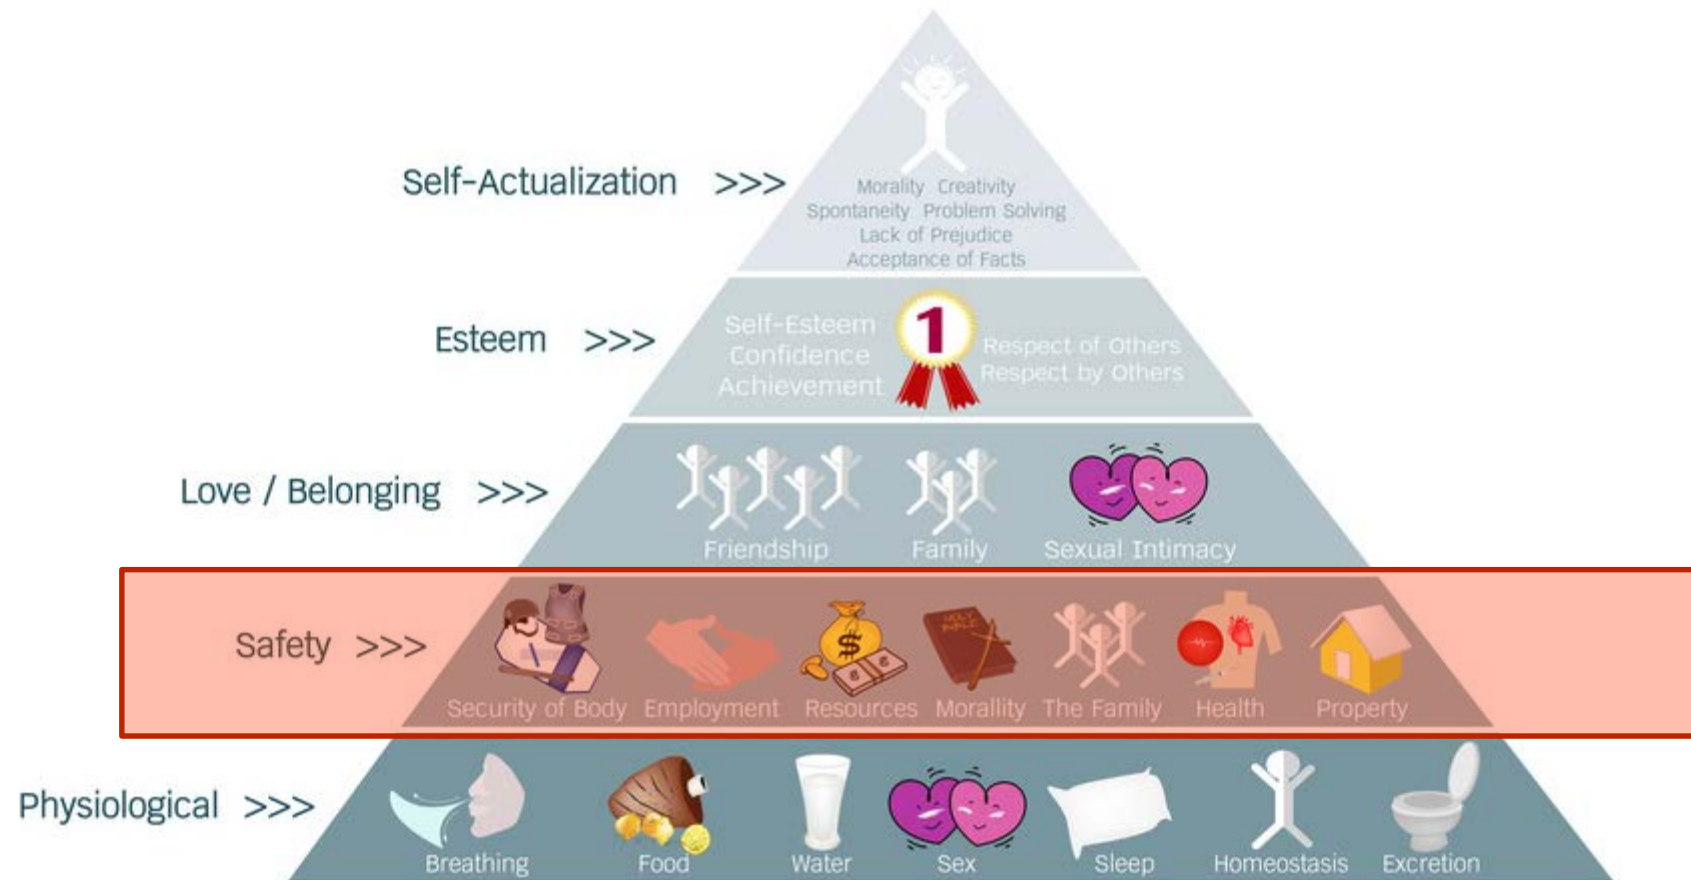 Self-Actualization >>>
Morality Creativity
Spontaneity Problem Solving
Lack of Prejudice
Acceptance of Facts
Esteem >>>
Self-Esteem
Confidence
Achievement
1
Respect of Others
Respect by Others
Love / Belonging >>>
Friendship Family Sexual Intimacy
Safety >>>
$
HOLY
BIBLE
Security of Body Employment Resources Morallity The Family Health Property
Physiological >>>
Breathing Food Water Sex Sleep Homeostasis Excretion